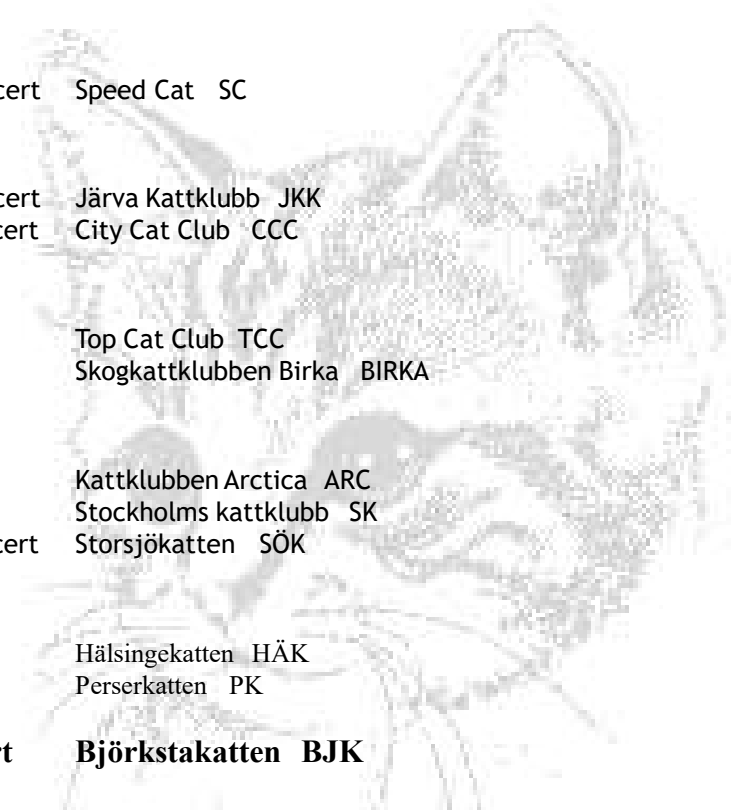 cert Speed Cat SC
cert Järva Kattklubb JKK
cert City Cat Club CCC
Top Cat Club TCC
Skogkattklubben Birka BIRKA
Kattklubben Arctica ARC
Stockholms kattklubb SK
cert Storsjökatten SÖK
Hälsingekatten HÄK
Perserkatten PK
rt Björkstakatten BJK